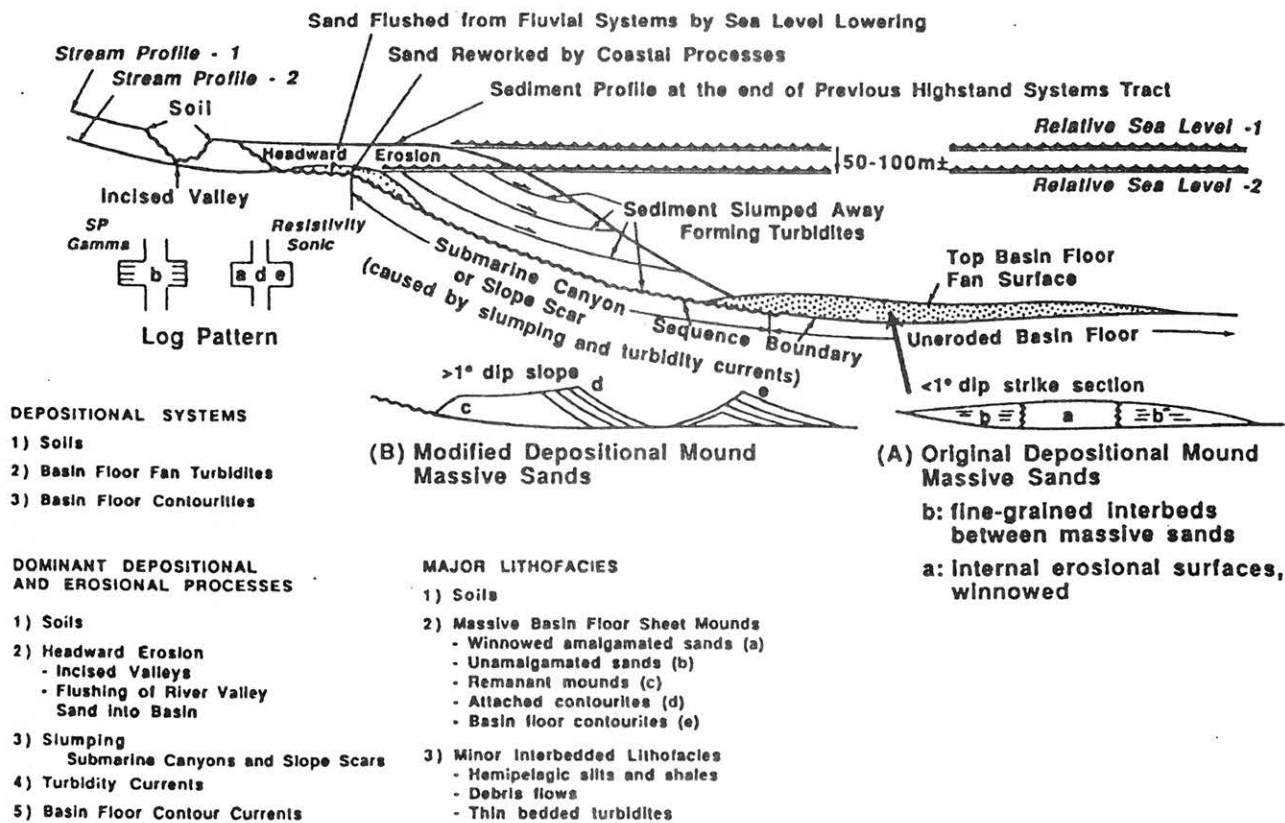 Sand Flushed from Fluvial Systems by Sea Level Lowering
Sand Reworked by Coastal Processes
Stream Profile - 1
Stream Profile - 2
Soil
Sediment Profile at the end of Previous Highstand Systems Tract
Relative Sea Level -1
Headward Erosion
50-100m±
Relative Sea Level -2
Incised Valley
SP
Gamma
Resistivity
Sonic
b
a d e
Log Pattern
Sediment Slumped Away
Forming Turbidites
Submarine Canyon
or Slope Scar
(caused by slumping and turbidity currents)
Sequence Boundary
Top Basin Floor
Fan Surface
Uneroded Basin Floor
>1° dip slope
d
c
e
<1° dip strike section
b
a
b
(B) Modified Depositional Mound
Massive Sands
(A) Original Depositional Mound
Massive Sands
b: fine-grained interbeds
between massive sands
a: internal erosional surfaces,
winnowed
DEPOSITIONAL SYSTEMS
1) Soils
2) Basin Floor Fan Turbidites
3) Basin Floor Contourities
DOMINANT DEPOSITIONAL
AND EROSIONAL PROCESSES
1) Soils
2) Headward Erosion
- Incised Valleys
- Flushing of River Valley
Sand into Basin
3) Slumping
Submarine Canyons and Slope Scars
4) Turbidity Currents
5) Basin Floor Contour Currents
MAJOR LITHOFACIES
1) Soils
2) Massive Basin Floor Sheet Mounds
- Winnowed amalgamated sands (a)
- Unamalgamated sands (b)
- Remanant mounds (c)
- Attached contourites (d)
- Basin floor contourites (e)
3) Minor Interbedded Lithofacies
- Hemipelagic silts and shales
- Debris flows
- Thin bedded turbidites